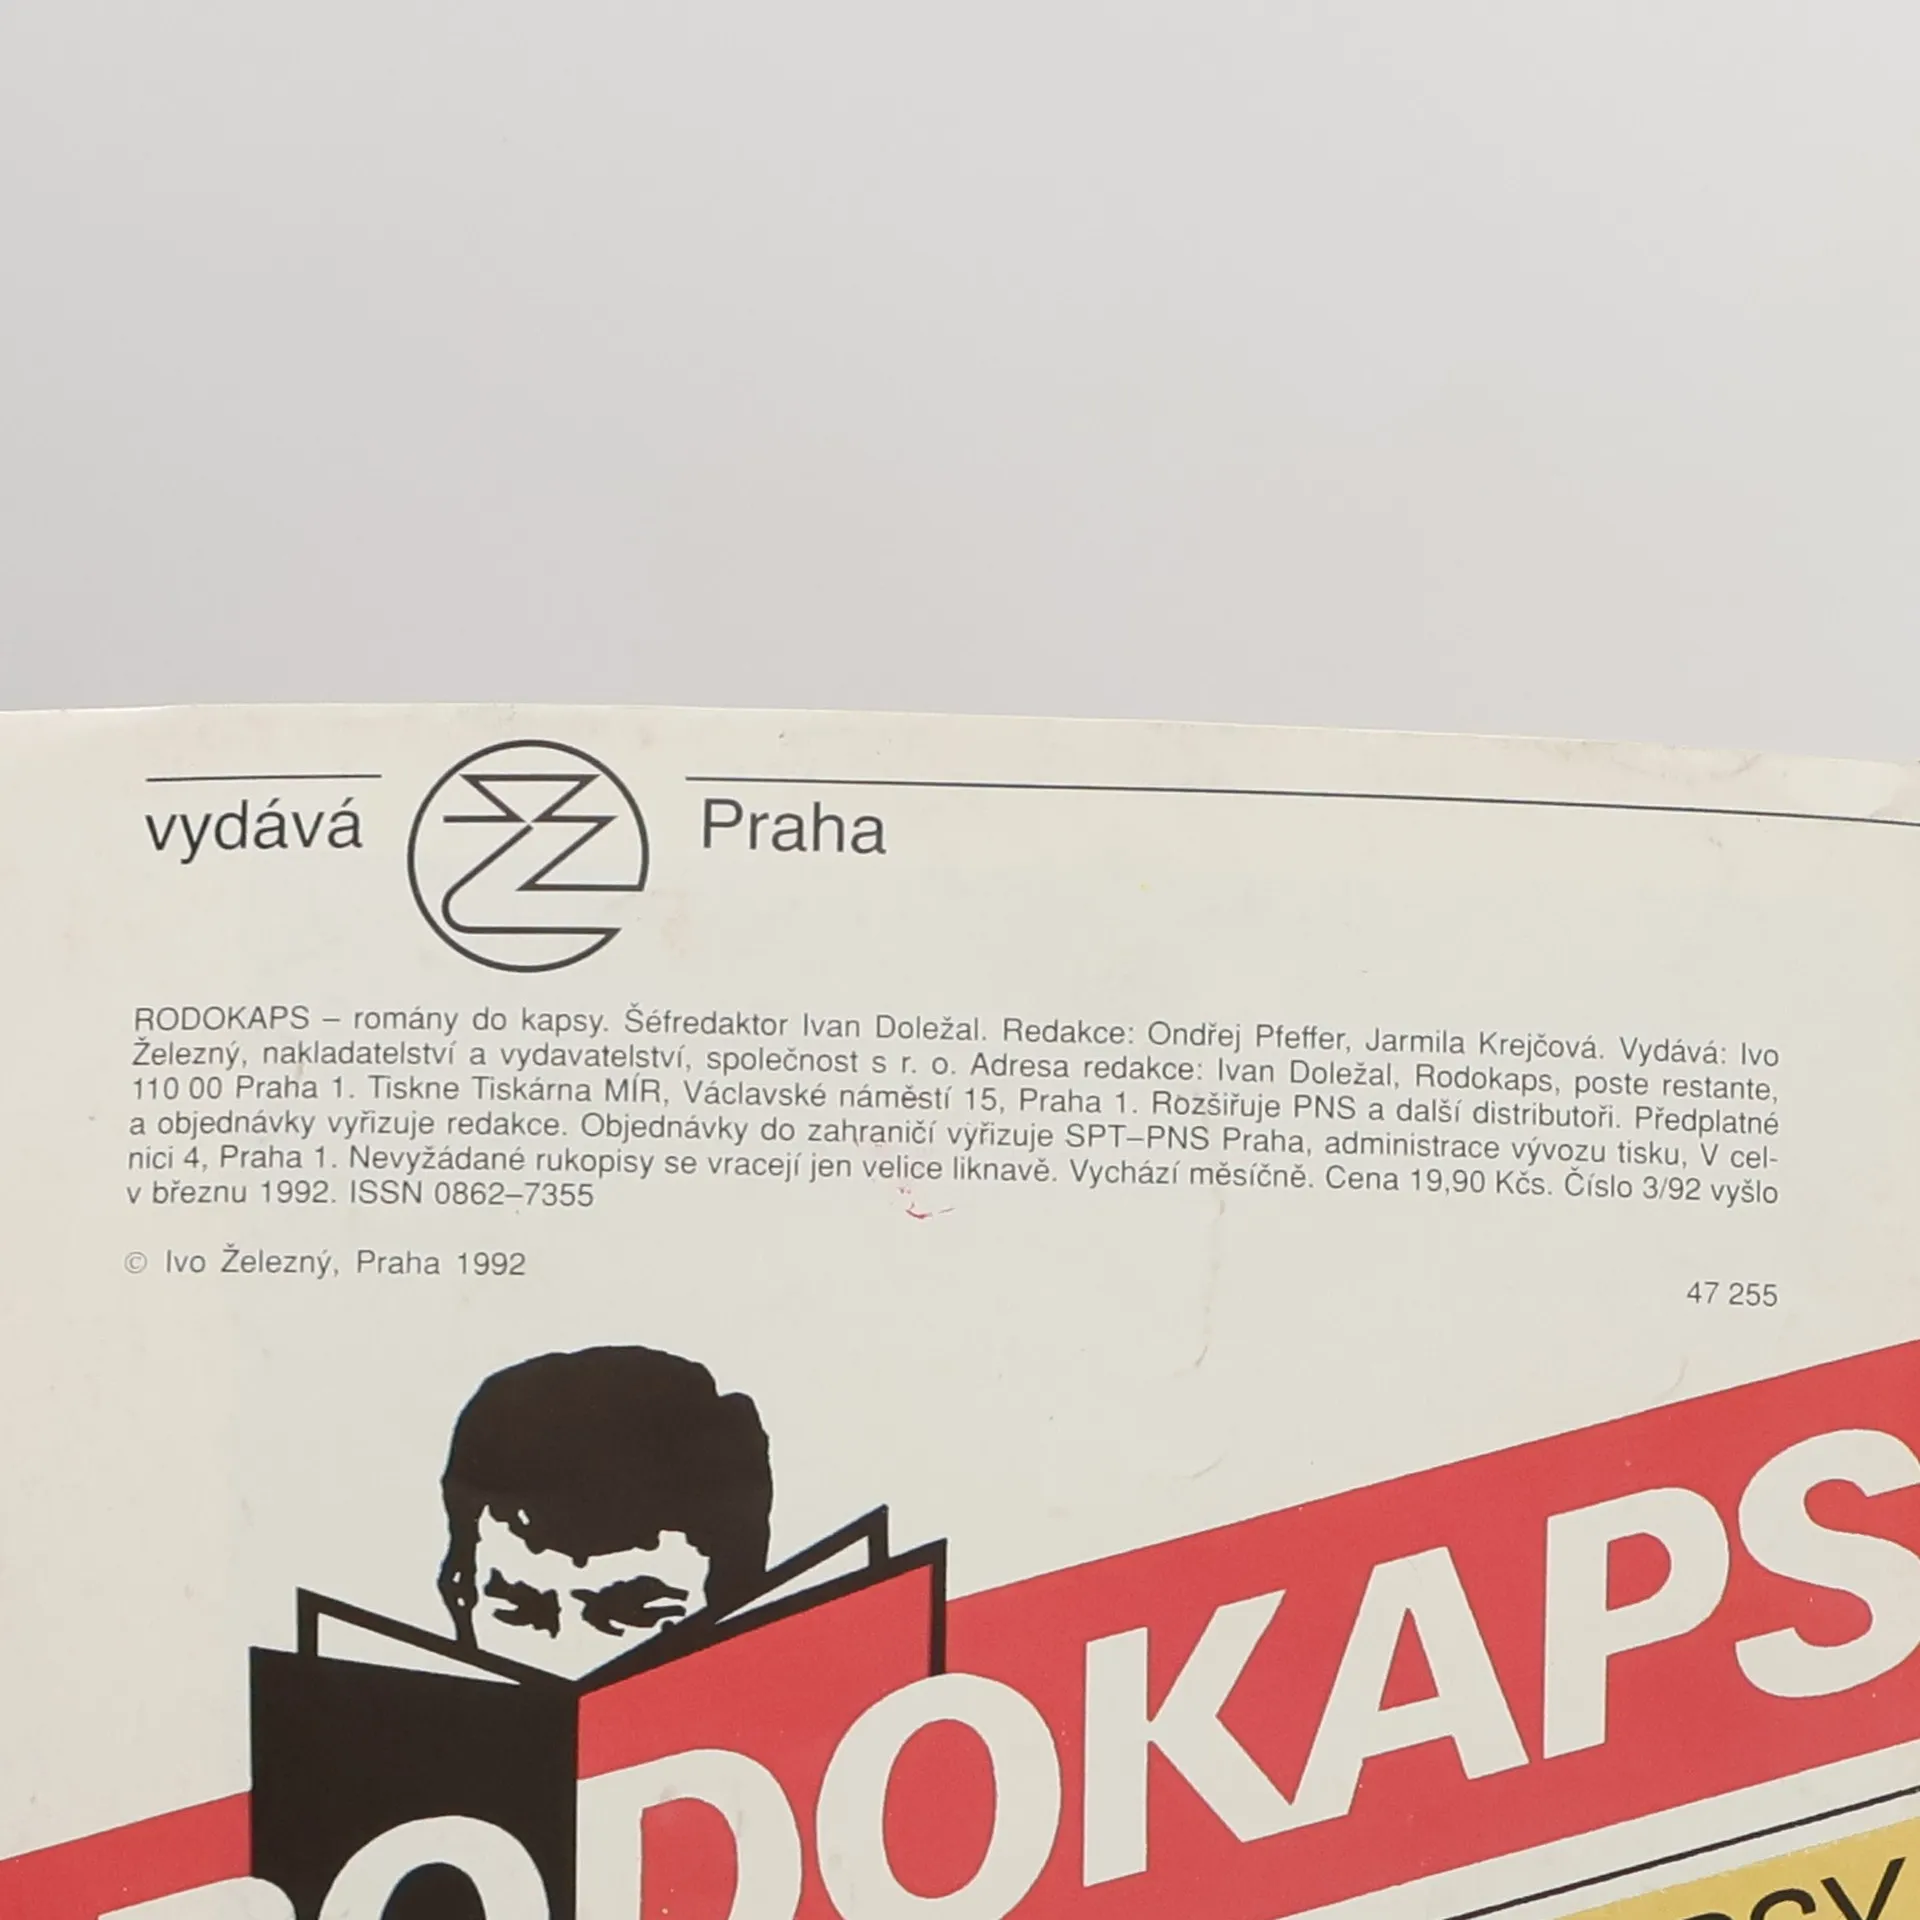 vydává Praha
RODOKAPS – romány do kapsy. Šéfredaktor Ivan Doležal. Redakce: Ondřej Pfeffer, Jarmila Krejčová. Vydává: Ivo
Železný, nakladatelství a vydavatelství, společnost s r. o. Adresa redakce: Ivan Doležal, Rodokaps, poste restante,
110 00 Praha 1. Tiskne Tiskárna MÍR, Václavské náměstí 15, Praha 1. Rozšiřuje PNS a další distributoři. Předplatné
a objednávky vyřizuje redakce. Objednávky do zahraničí vyřizuje SPT–PNS Praha, administrace vývozu tisku, V cel-
nici 4, Praha 1. Nevyžádané rukopisy se vracejí jen velice liknavě. Vychází měsíčně. Cena 19,90 Kčs. Číslo 3/92 vyšlo
v březnu 1992. ISSN 0862–7355
© Ivo Železný, Praha 1992
47 255
RODOKAPS